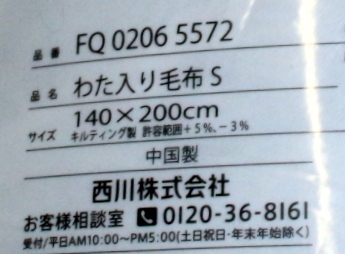 品 番 FQ 0206 5572
品 名 わた入り毛布 S
サイズ 140×200cm
キルティング製 許容範囲+5%、-3%
中国製
西川株式会社
お客様相談室 0120-36-8161
受付/平日AM10:00〜PM5:00(土日祝日・年末年始除く)